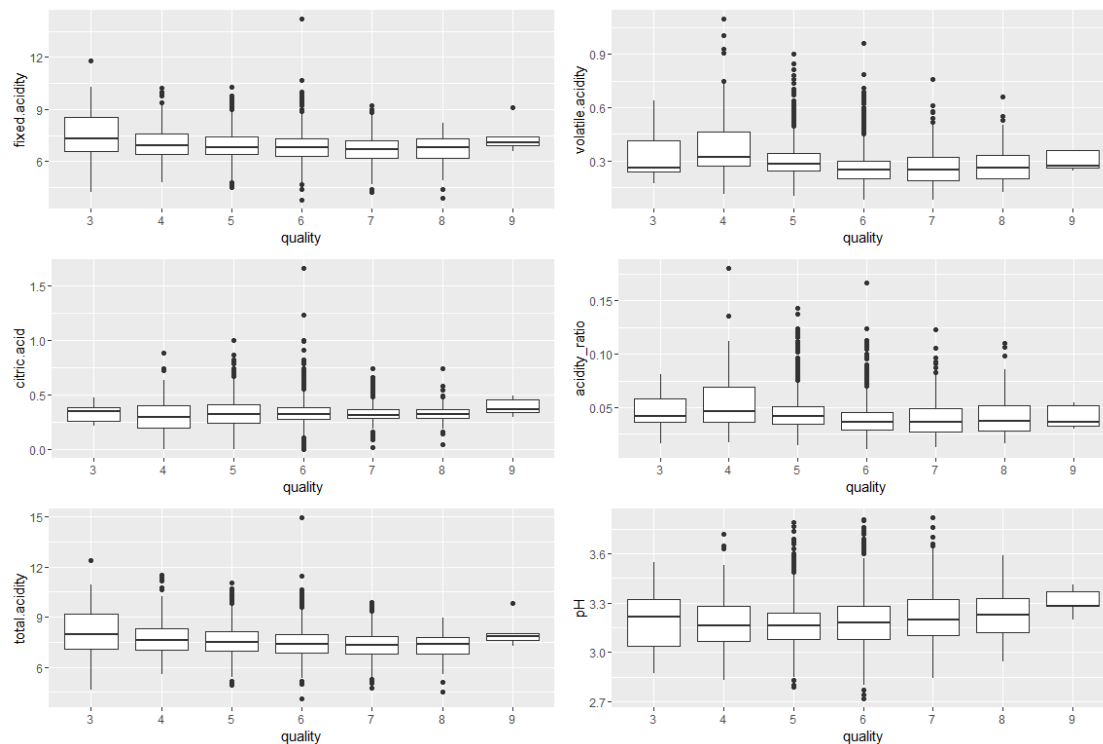 fixed.acidity
12
9
6
3 4 5 6 7 8 9
quality
volatile.acidity
0.9
0.6
0.3
3 4 5 6 7 8 9
quality
citric.acid
1.5
1.0
0.5
0.0
3 4 5 6 7 8 9
quality
acidity_ratio
0.15
0.10
0.05
3 4 5 6 7 8 9
quality
total.acidity
15
12
9
6
3 4 5 6 7 8 9
quality
pH
3.6
3.3
3.0
2.7
3 4 5 6 7 8 9
quality